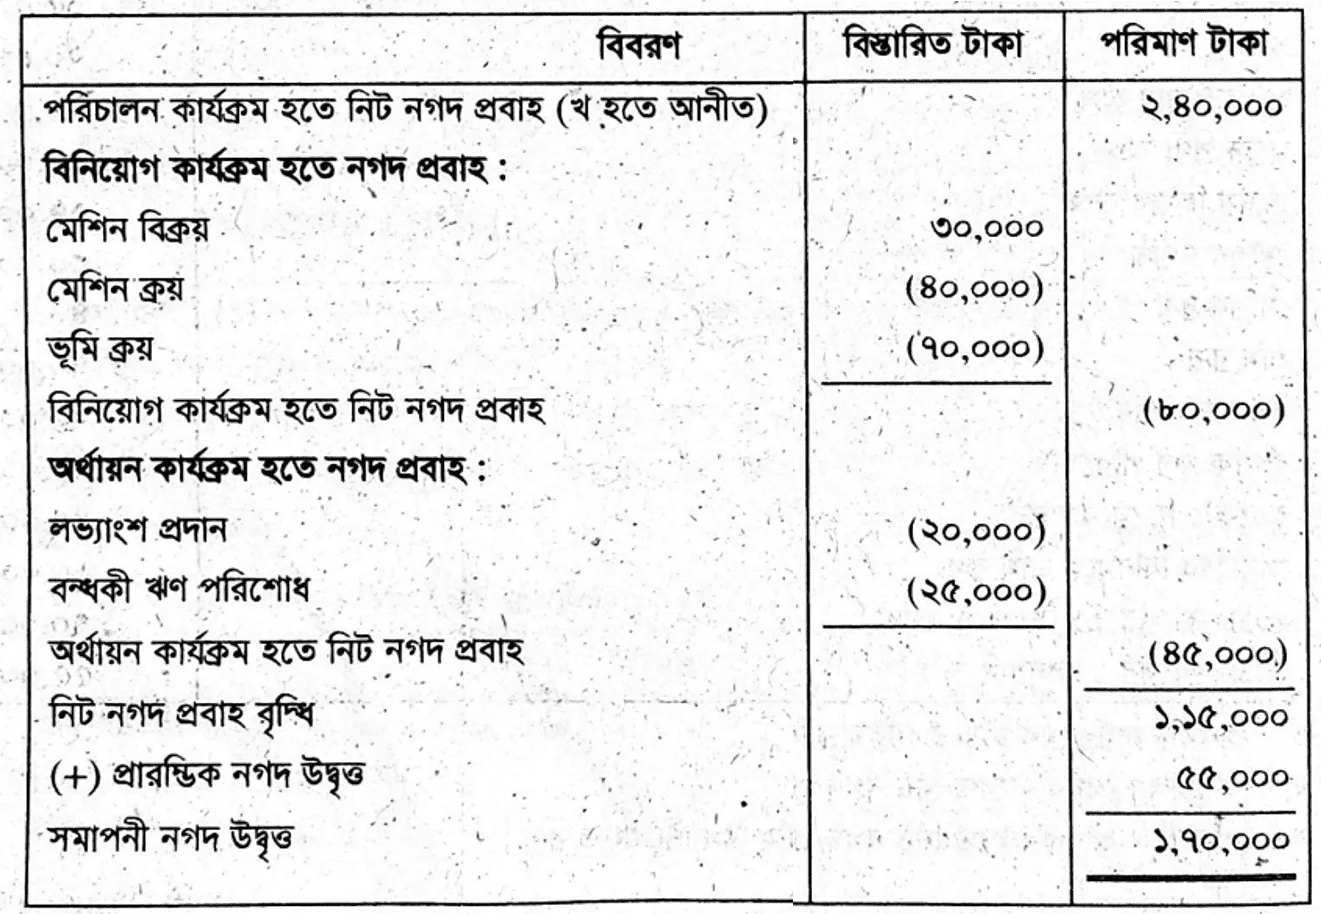 বিবরণ বিস্তারিত টাকা পরিমাণ টাকা
পরিচালন কার্যক্রম হতে নিট নগদ প্রবাহ (খ হতে আনীত) ২,৪০,০০০
বিনিয়োগ কার্যক্রম হতে নগদ প্রবাহ :
মেশিন বিক্রয় ৩০,০০০
মেশিন ক্রয় (৪০,০০০)
ভূমি ক্রয় (৭০,০০০)
বিনিয়োগ কার্যক্রম হতে নিট নগদ প্রবাহ (৮০,০০০)
অর্থায়ন কার্যক্রম হতে নগদ প্রবাহ :
লভ্যাংশ প্রদান (২০,০০০)
বন্ধকী ঋণ পরিশোধ (২৫,০০০)
অর্থায়ন কার্যক্রম হতে নিট নগদ প্রবাহ (৪৫,০০০)
নিট নগদ প্রবাহ বৃদ্ধি ১,১৫,০০০
(+) প্রারম্ভিক নগদ উদ্বৃত্ত ৫৫,০০০
সমাপনী নগদ উদ্বৃত্ত ১,৭০,০০০